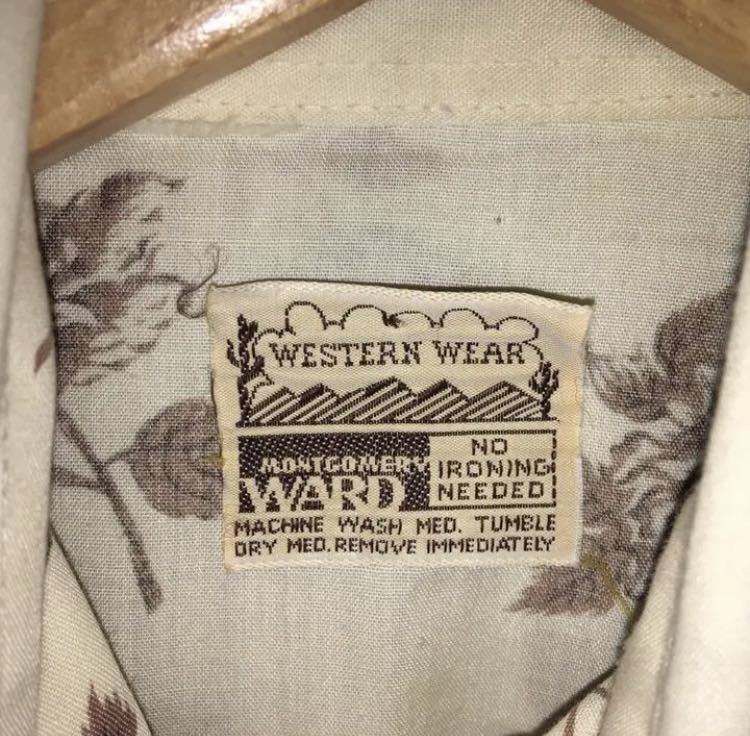 WESTERN WEAR
MONTGOMERY
WARD
NO
IRONING
NEEDED
MACHINE WASH MED. TUMBLE
DRY MED. REMOVE IMMEDIATELY